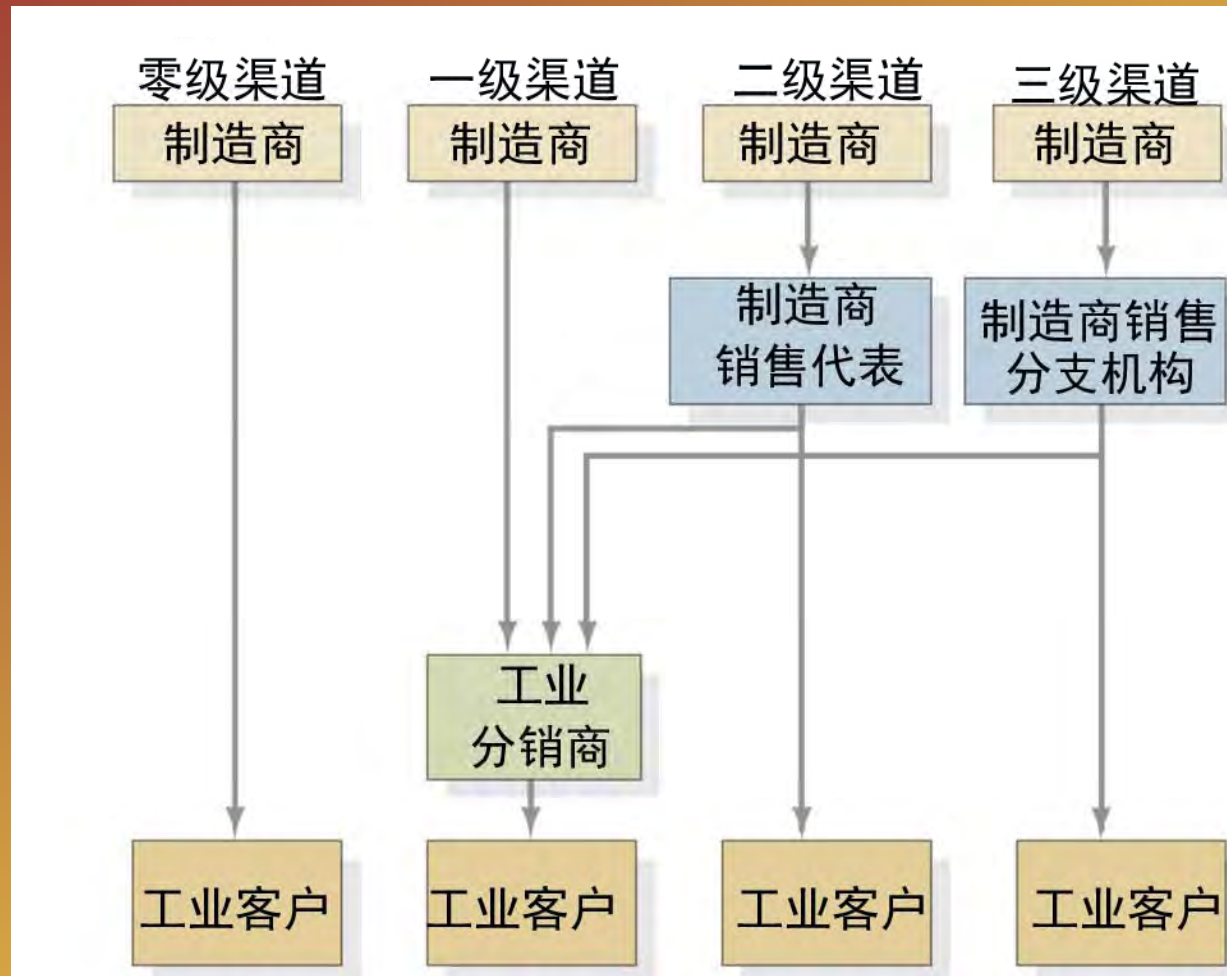 零级渠道
一级渠道
二级渠道
三级渠道
制造商
制造商
制造商
制造商
制造商
销售代表
制造商销售
分支机构
工业
分销商
工业客户
工业客户
工业客户
工业客户